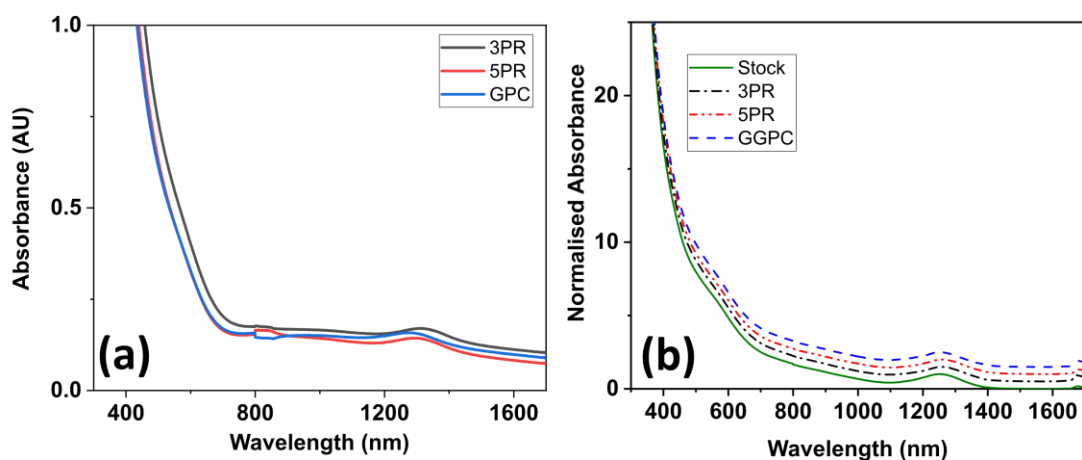 1.0
0.5
0.0
Absorbance (AU)
3PR
5PR
GPC
(a)
400
800
1200
1600
Wavelength (nm)
20
10
0
Normalised Absorbance
Stock
3PR
5PR
GGPC
(b)
400
600
800
1000
1200
1400
1600
Wavelength (nm)